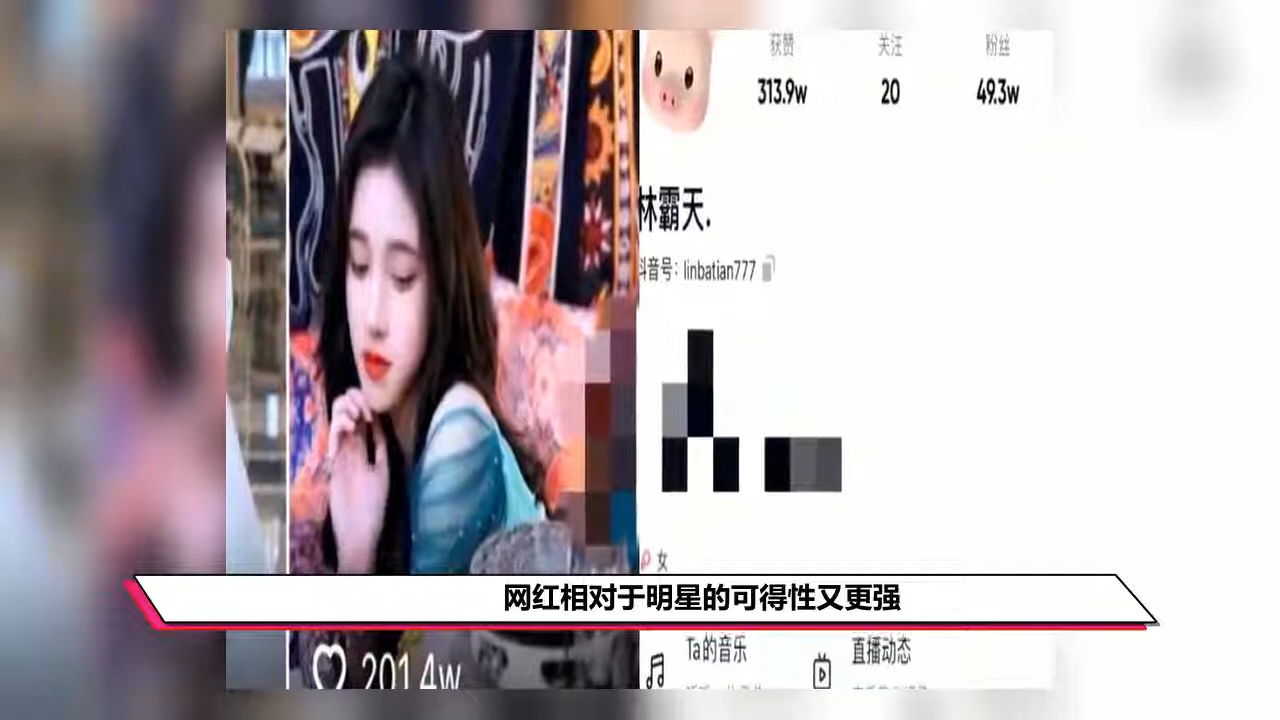 获赞 关注 粉丝
313.9w 20 49.3w
林霸天.
抖音号: linbatian777
女
网红相对于明星的可得性又更强
Ta的音乐 直播动态
201.4w